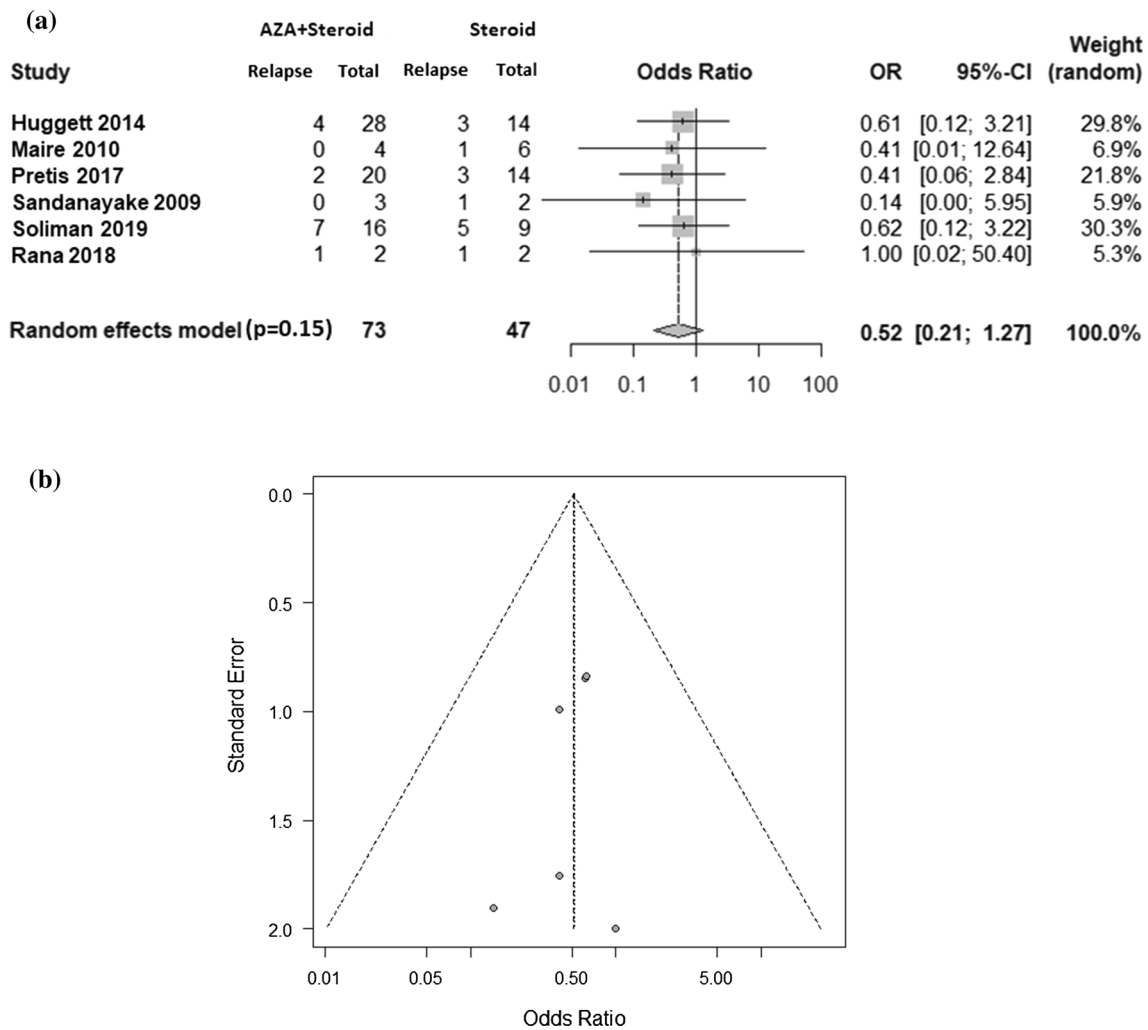 (a)
AZA+Steroid Steroid
Weight
Study Relapse Total Relapse Total Odds Ratio OR 95%-CI (random)
Huggett 2014 4 28 3 14 0.61 [0.12; 3.21] 29.8%
Maire 2010 0 4 1 6 0.41 [0.01; 12.64] 6.9%
Pretis 2017 2 20 3 14 0.41 [0.06; 2.84] 21.8%
Sandanayake 2009 0 3 1 2 0.14 [0.00; 5.95] 5.9%
Soliman 2019 7 16 5 9 0.62 [0.12; 3.22] 30.3%
Rana 2018 1 2 1 2 1.00 [0.02; 50.40] 5.3%
Random effects model (p=0.15) 73 47 0.52 [0.21; 1.27] 100.0%
0.01 0.1 1 10 100
(b)
0.0
0.5
1.0
1.5
2.0
Standard Error
0.01 0.05 0.50 5.00
Odds Ratio